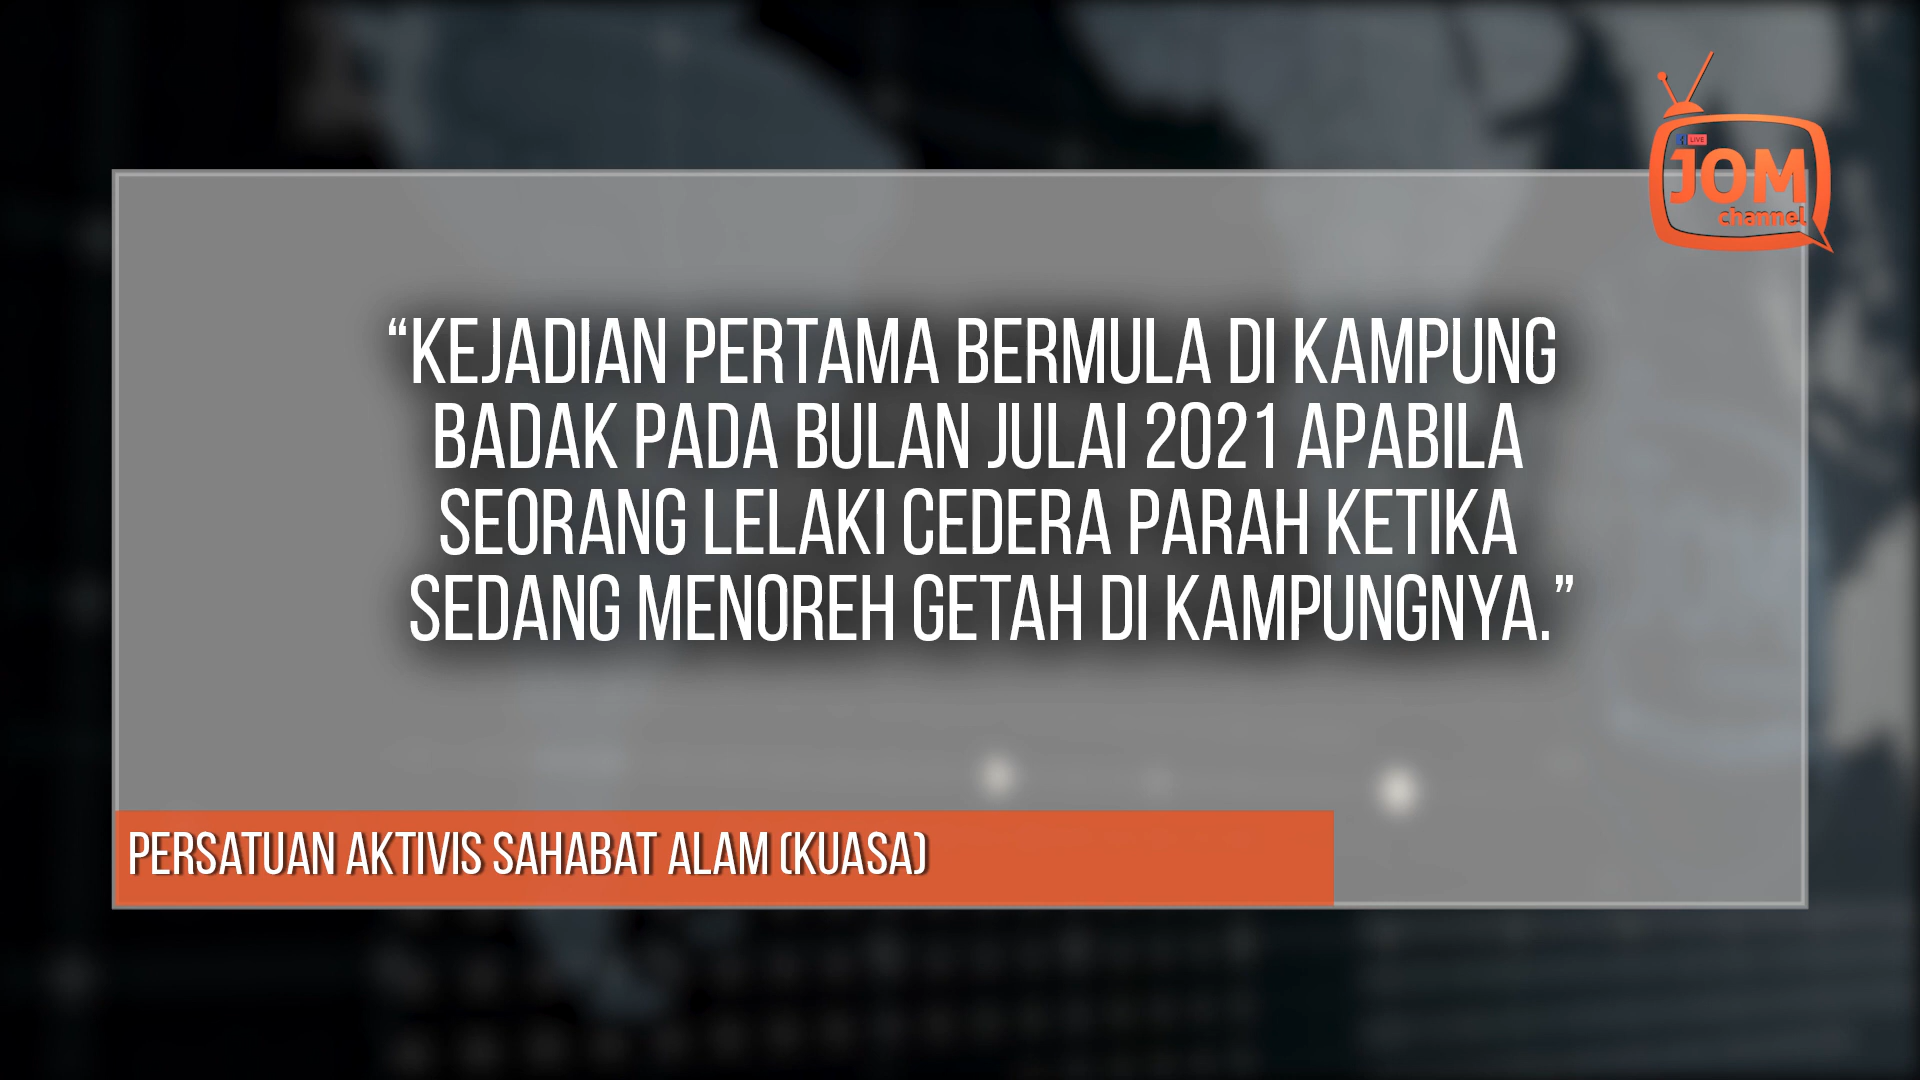 LIVE
JOM
channel
“KEJADIAN PERTAMA BERMULA DI KAMPUNG
BADAK PADA BULAN JULAI 2021 APABILA
SEORANG LELAKI CEDERA PARAH KETIKA
SEDANG MENOREH GETAH DI KAMPUNGNYA.”
PERSATUAN AKTIVIS SAHABAT ALAM (KUASA)